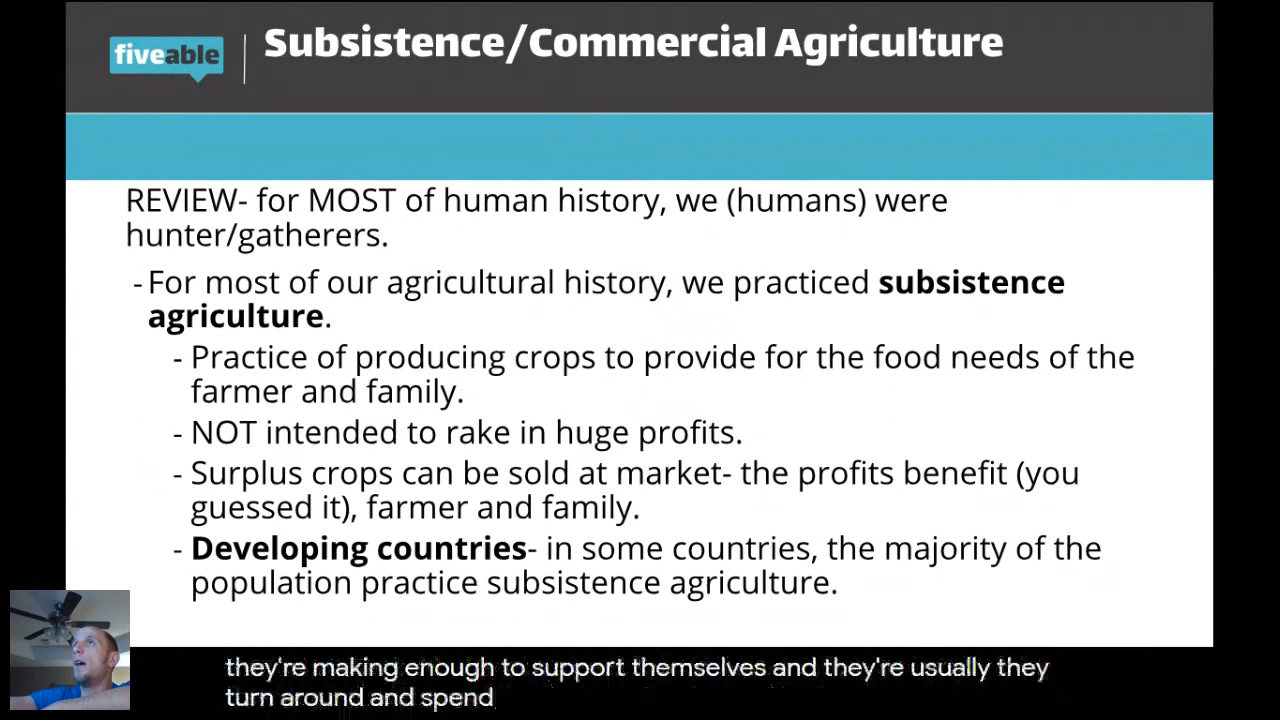 fiveable
Subsistence/Commercial Agriculture
REVIEW- for MOST of human history, we (humans) were
hunter/gatherers.
- For most of our agricultural history, we practiced subsistence
agriculture.
- Practice of producing crops to provide for the food needs of the
farmer and family.
- NOT intended to rake in huge profits.
- Surplus crops can be sold at market- the profits benefit (you
guessed it), farmer and family.
- Developing countries- in some countries, the majority of the
population practice subsistence agriculture.
they're making enough to support themselves and they're usually they
turn around and spend